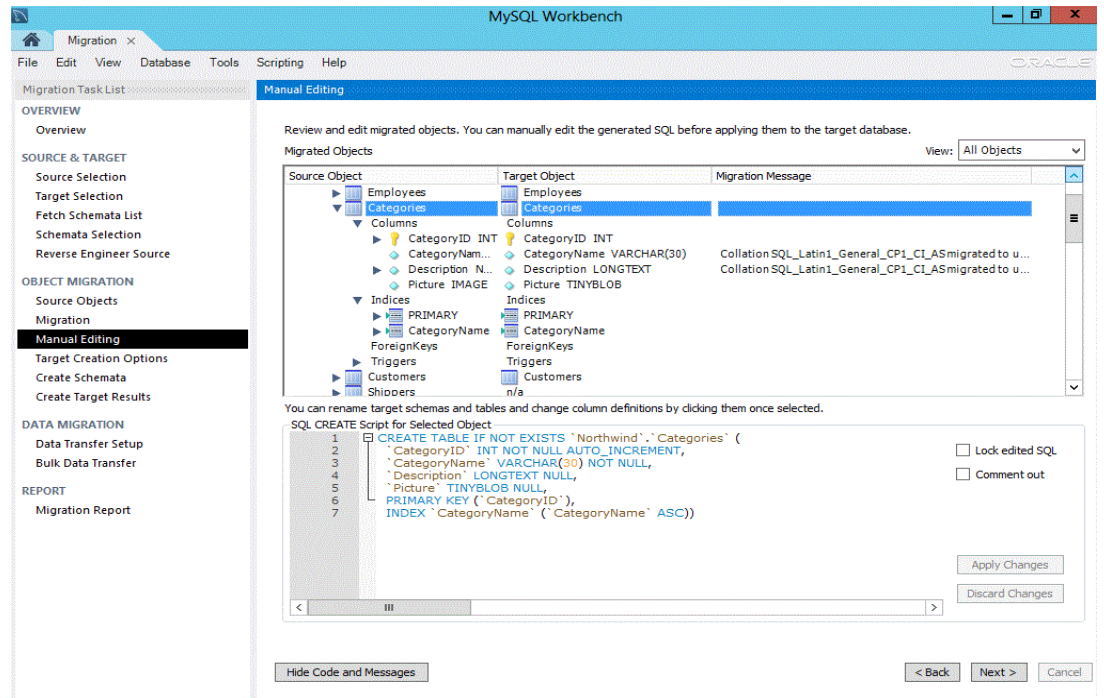 MySQL Workbench
Migration ×
File Edit View Database Tools Scripting Help
ORACLE
Migration Task List
OVERVIEW
Overview
SOURCE & TARGET
Source Selection
Target Selection
Fetch Schemata List
Schemata Selection
Reverse Engineer Source
OBJECT MIGRATION
Source Objects
Migration
Manual Editing
Target Creation Options
Create Schemata
Create Target Results
DATA MIGRATION
Data Transfer Setup
Bulk Data Transfer
REPORT
Migration Report
Manual Editing
Review and edit migrated objects. You can manually edit the generated SQL before applying them to the target database.
Migrated Objects View: All Objects
Source Object Target Object Migration Message
Employees Employees
Categories Categories
Columns Columns
CategoryID INT CategoryID INT
CategoryNam... CategoryName VARCHAR(30) Collation SQL_Latin1_General_CP1_CI_AS migrated to u...
Description N... Description LONGTEXT Collation SQL_Latin1_General_CP1_CI_AS migrated to u...
Picture IMAGE Picture TINYBLOB
Indices Indices
PRIMARY PRIMARY
CategoryName CategoryName
ForeignKeys ForeignKeys
Triggers Triggers
Customers Customers
Shippers n/a
You can rename target schemas and tables and change column definitions by clicking them once selected.
SQL CREATE Script for Selected Object
1 CREATE TABLE IF NOT EXISTS `Northwind`.`Categories` (
2 `CategoryID` INT NOT NULL AUTO_INCREMENT,
3 `CategoryName` VARCHAR(30) NOT NULL,
4 `Description` LONGTEXT NULL,
5 `Picture` TINYBLOB NULL,
6 PRIMARY KEY (`CategoryID`),
7 INDEX `CategoryName` (`CategoryName` ASC))
Lock edited SQL
Comment out
Apply Changes
Discard Changes
Hide Code and Messages
< Back Next > Cancel